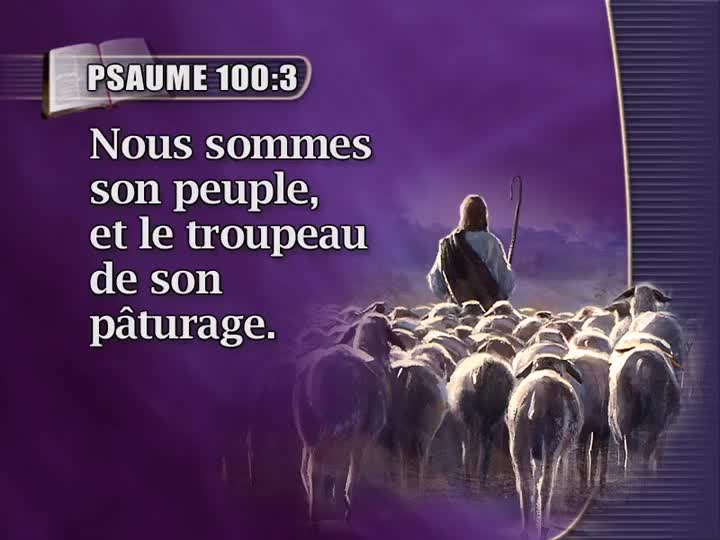 PSAUME 100:3
Nous sommes
son peuple,
et le troupeau
de son
pâturage.